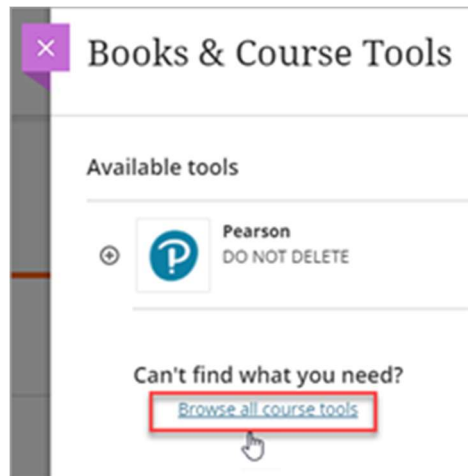 Books & Course Tools
Available tools
Pearson
DO NOT DELETE
Can't find what you need?
Browse all course tools